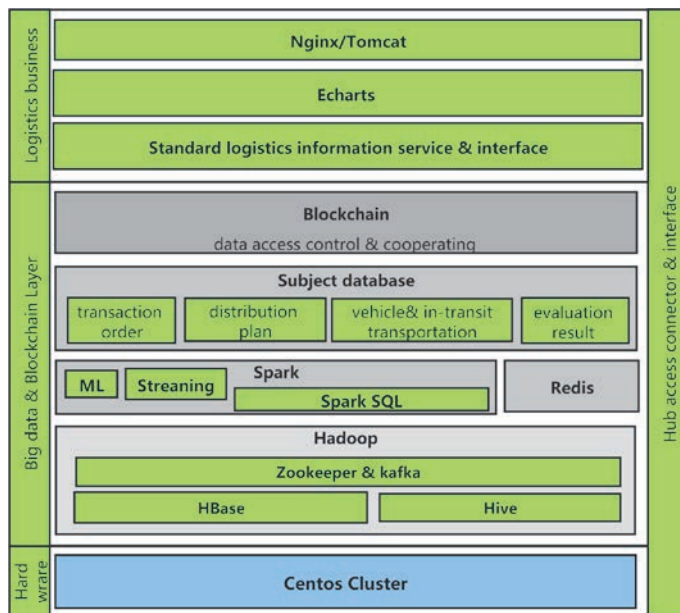 Logistics business
Nginx/Tomcat
Echarts
Standard logistics information service & interface
Big data & Blockchain Layer
Blockchain
data access control & cooperating
Subject database
transaction
order
distribution
plan
vehicle& in-transit
transportation
evaluation
result
Spark
ML
Streaning
Spark SQL
Redis
Hadoop
Zookeeper & kafka
HBase
Hive
Hard
wrare
Centos Cluster
Hub access connector & interface